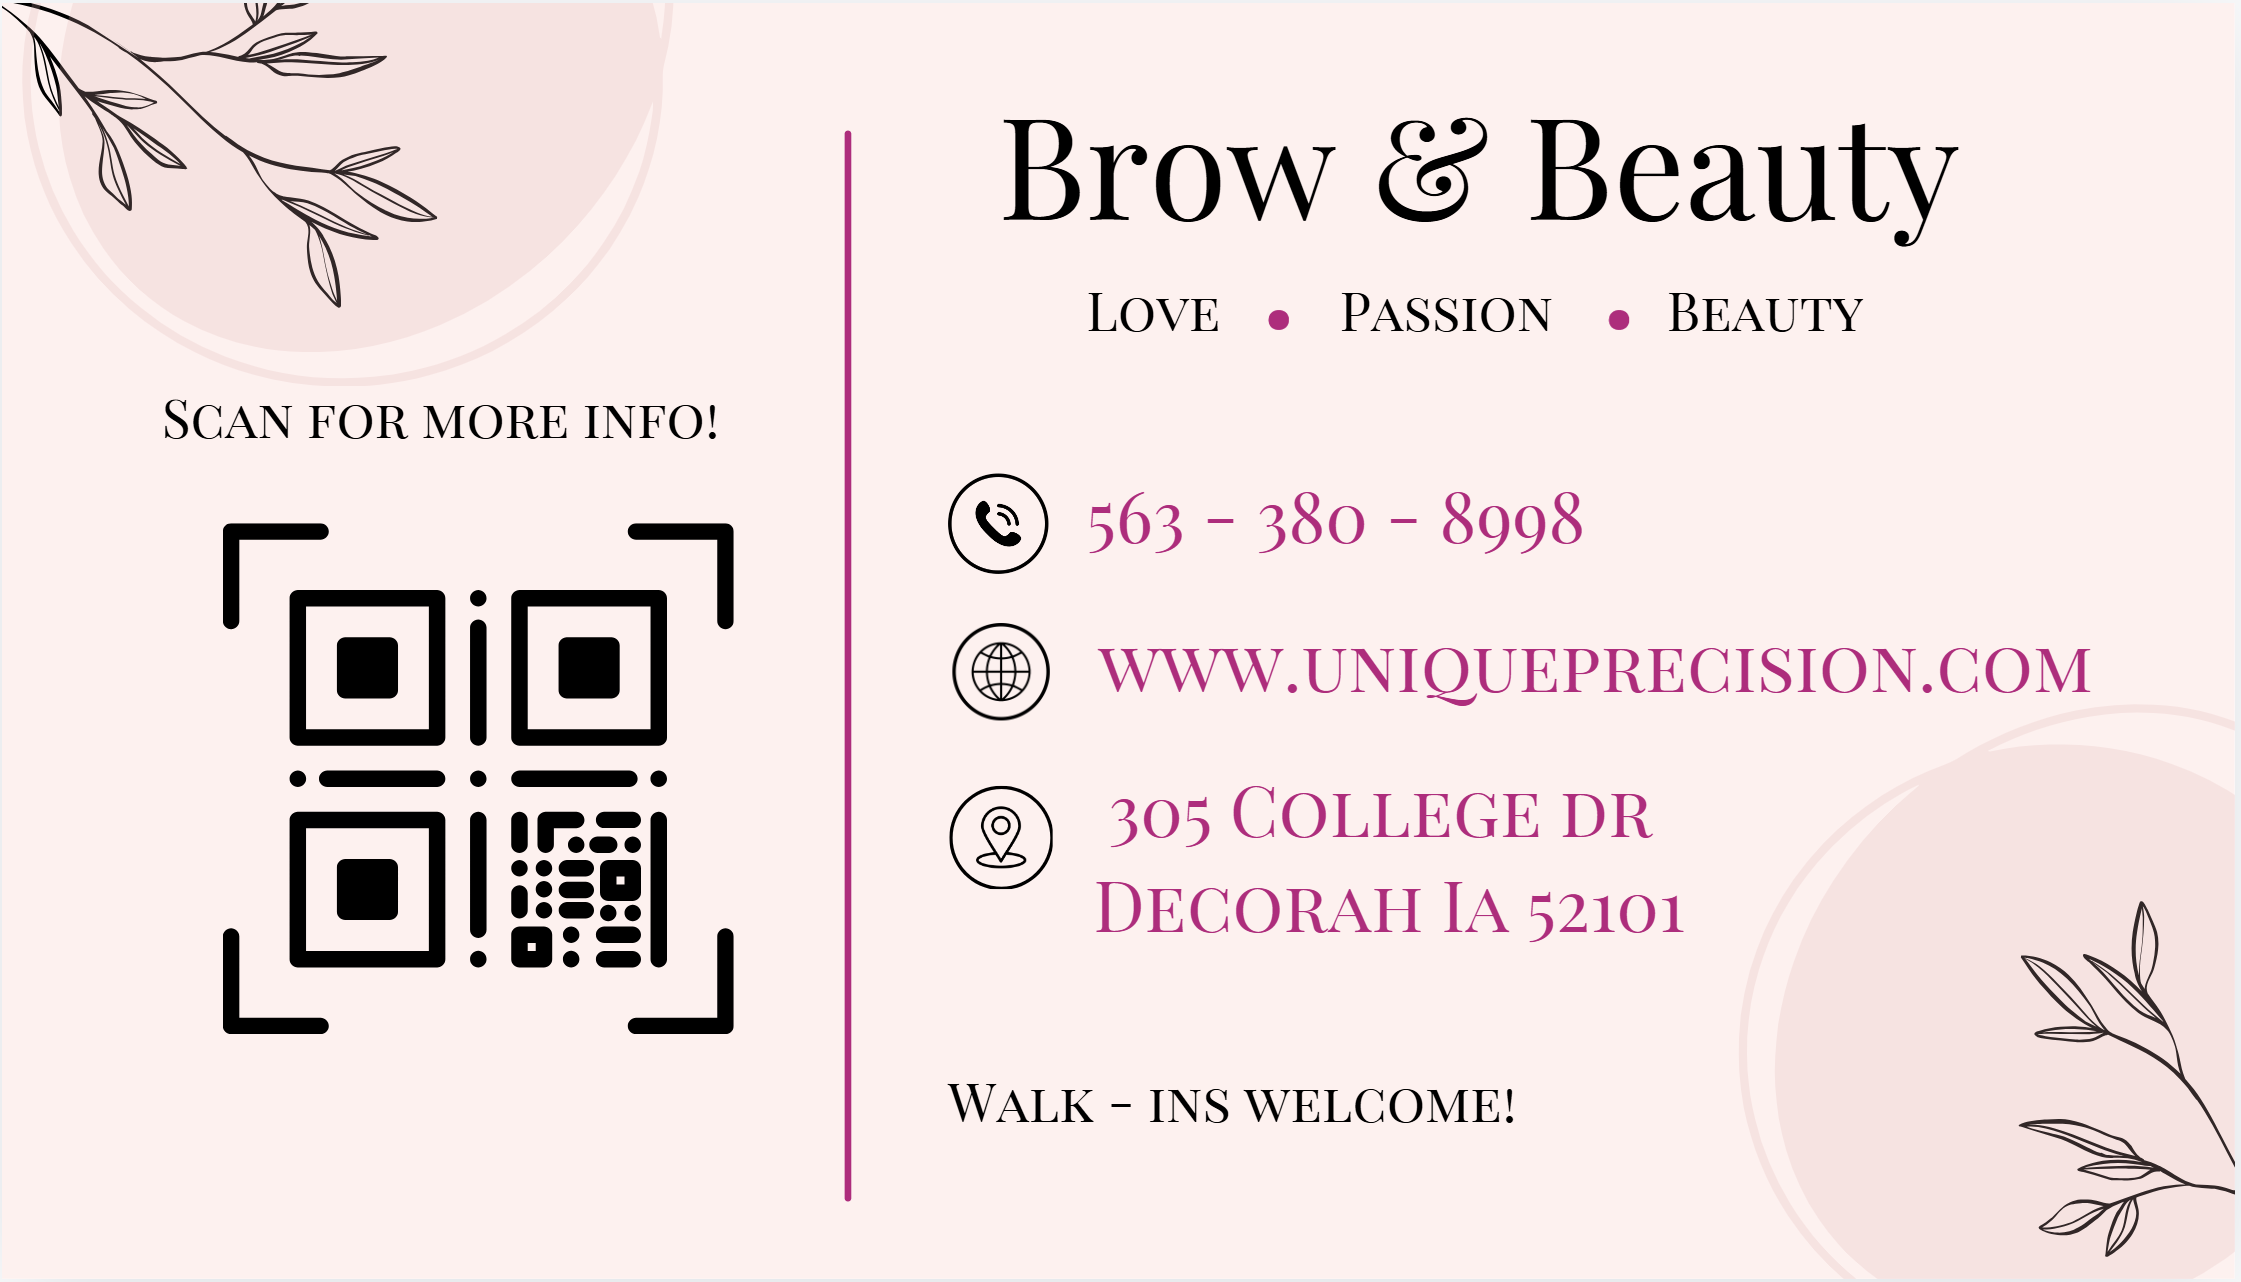 Brow & Beauty
Love • Passion • Beauty
Scan for more info!
563 - 380 - 8998
www.uniqueprecision.com
305 College dr
Decorah Ia 52101
Walk - ins welcome!